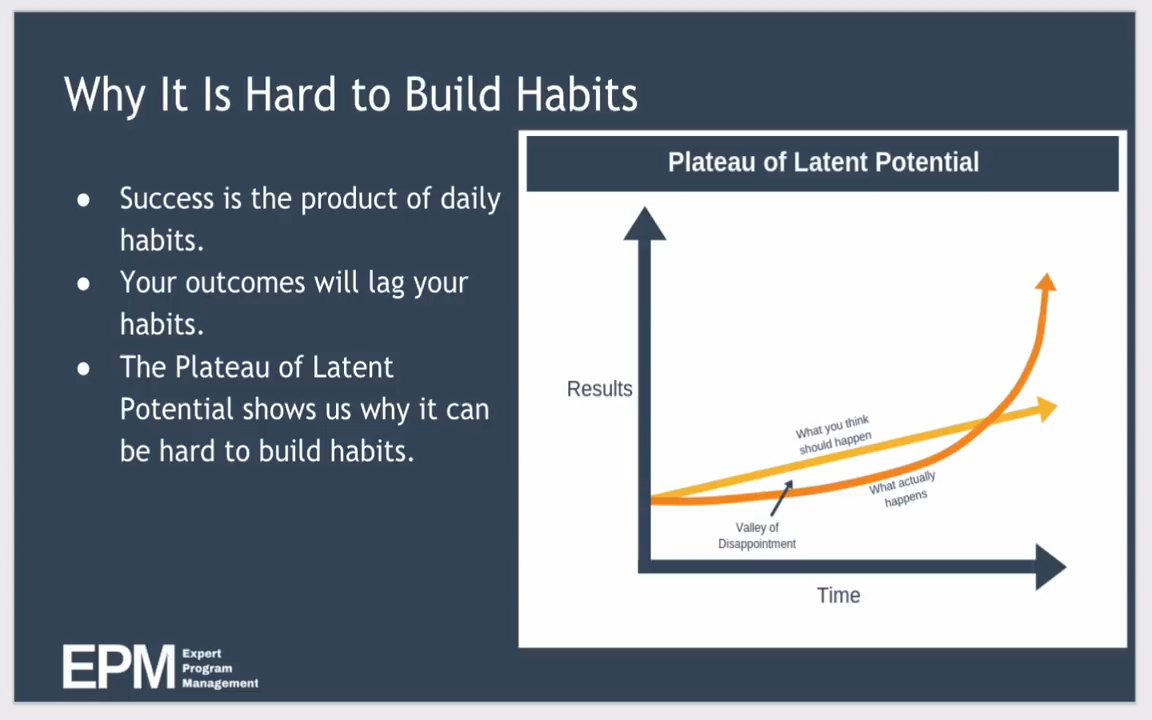 Why It Is Hard to Build Habits
● Success is the product of daily
habits.
● Your outcomes will lag your
habits.
● The Plateau of Latent
Potential shows us why it can
be hard to build habits.
Plateau of Latent Potential
Results
What you think
should happen
What actually
happens
Valley of
Disappointment
Time
EPM
Expert
Program
Management